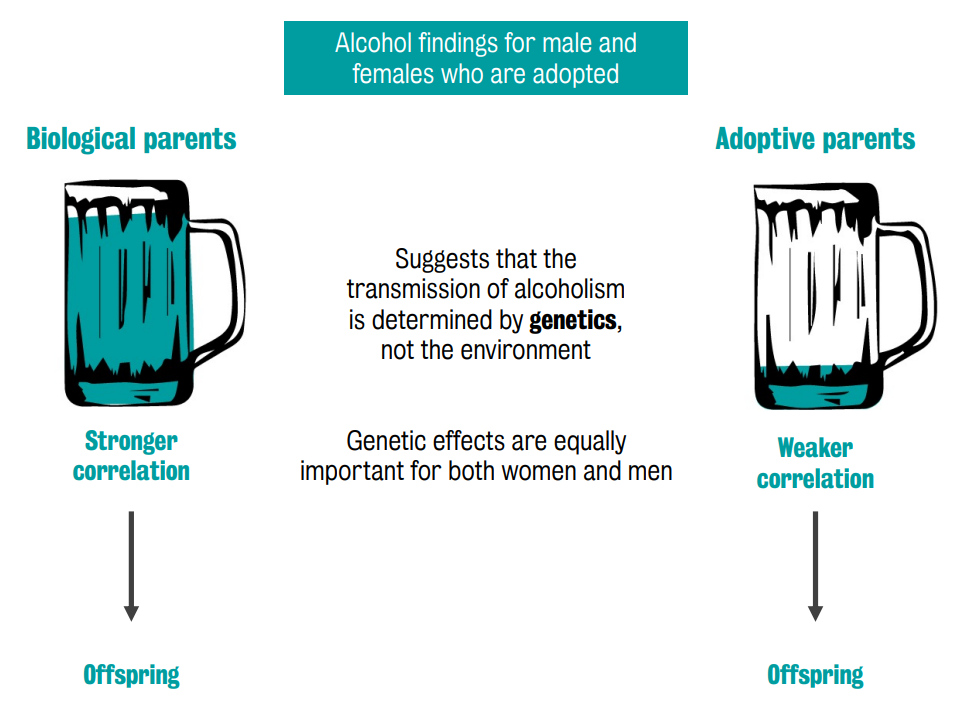 Alcohol findings for male and
females who are adopted
Biological parents
Adoptive parents
Suggests that the
transmission of alcoholism
is determined by genetics,
not the environment
Genetic effects are equally
important for both women and men
Stronger
correlation
Weaker
correlation
Offspring
Offspring